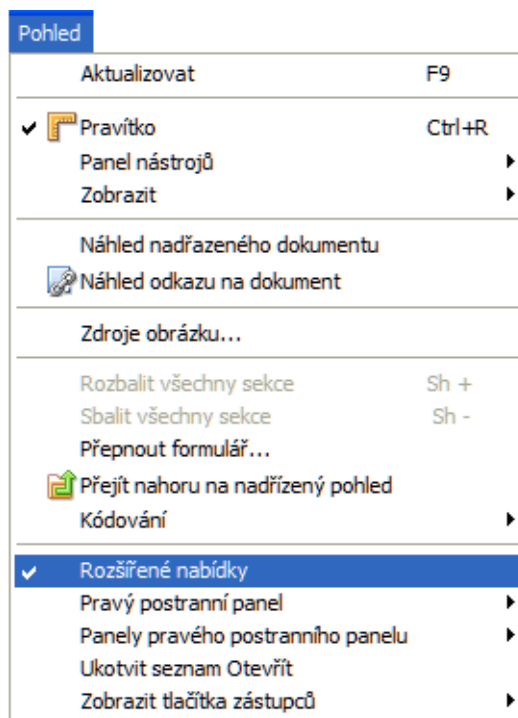 Pohled
Aktualizovat F9
Pravítko Ctrl+R
Panel nástrojů
Zobrazit
Náhled nadřazeného dokumentu
Náhled odkazu na dokument
Zdroje obrázku...
Rozbalit všechny sekce Sh +
Sbalit všechny sekce Sh -
Přepnout formulář...
Přejít nahoru na nadřízený pohled
Kódování
Rozšířené nabídky
Pravý postranní panel
Panely pravého postranního panelu
Ukotvit seznam Otevřít
Zobrazit tlačítka zástupců